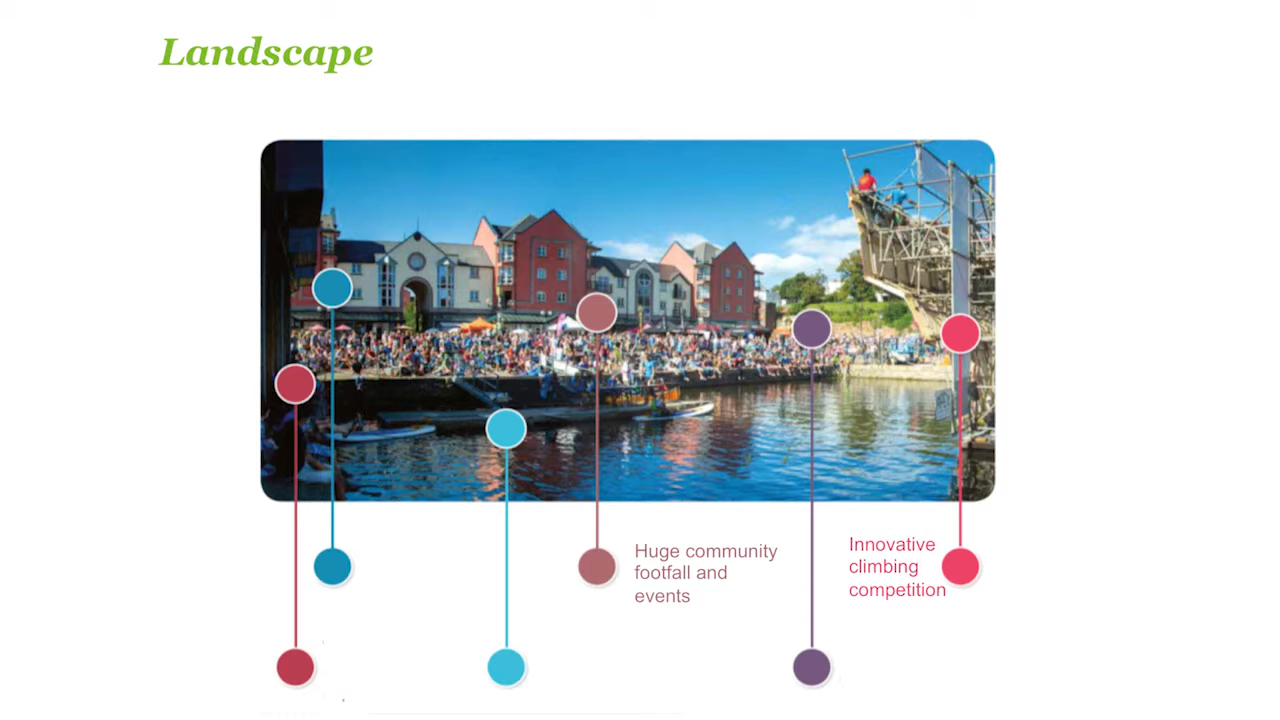 Landscape
Huge community
footfall and
events
Innovative
climbing
competition